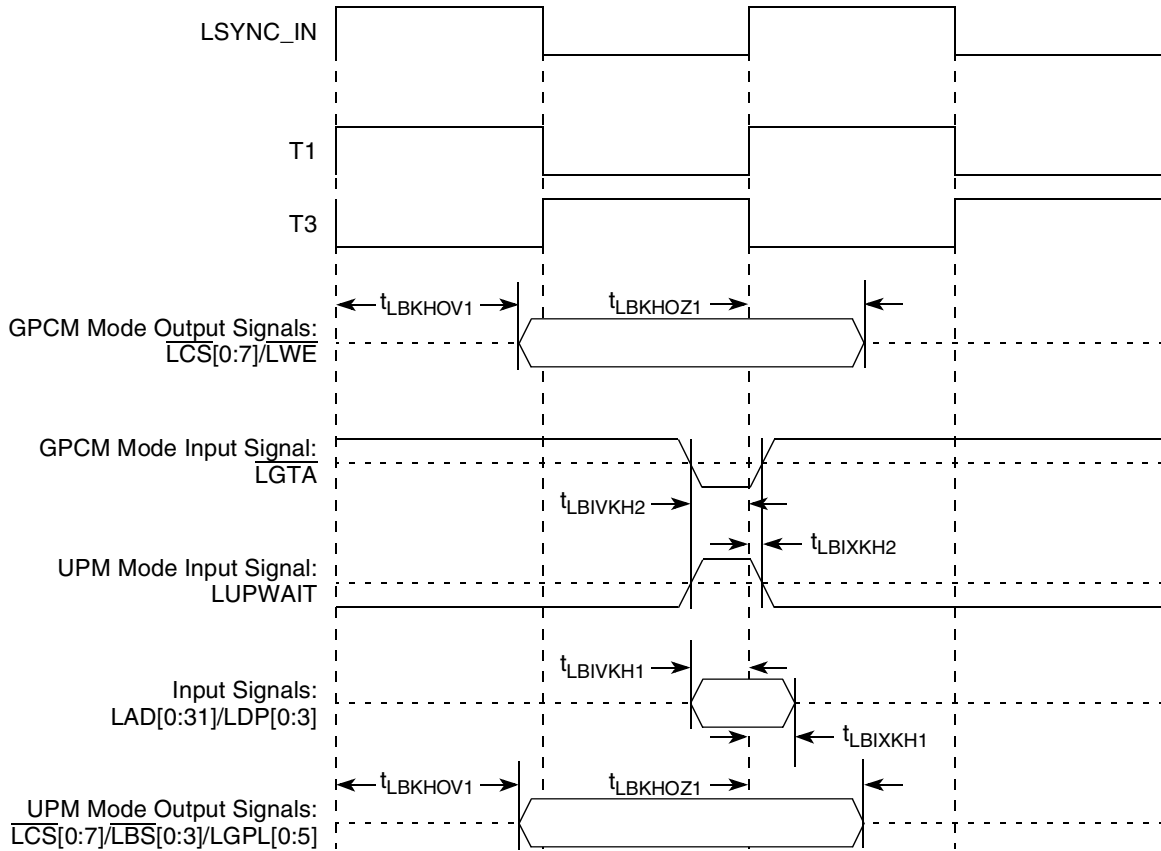 LSYNC_IN
T1
T3
tLBKHOV1
tLBKHOZ1
GPCM Mode Output Signals:
LCS[0:7]/LWE
GPCM Mode Input Signal:
LGTA
tLBIVKH2
tLBIXKH2
UPM Mode Input Signal:
LUPWAIT
tLBIVKH1
Input Signals:
LAD[0:31]/LDP[0:3]
tLBIXKH1
tLBKHOV1
tLBKHOZ1
UPM Mode Output Signals:
LCS[0:7]/LBS[0:3]/LGPL[0:5]